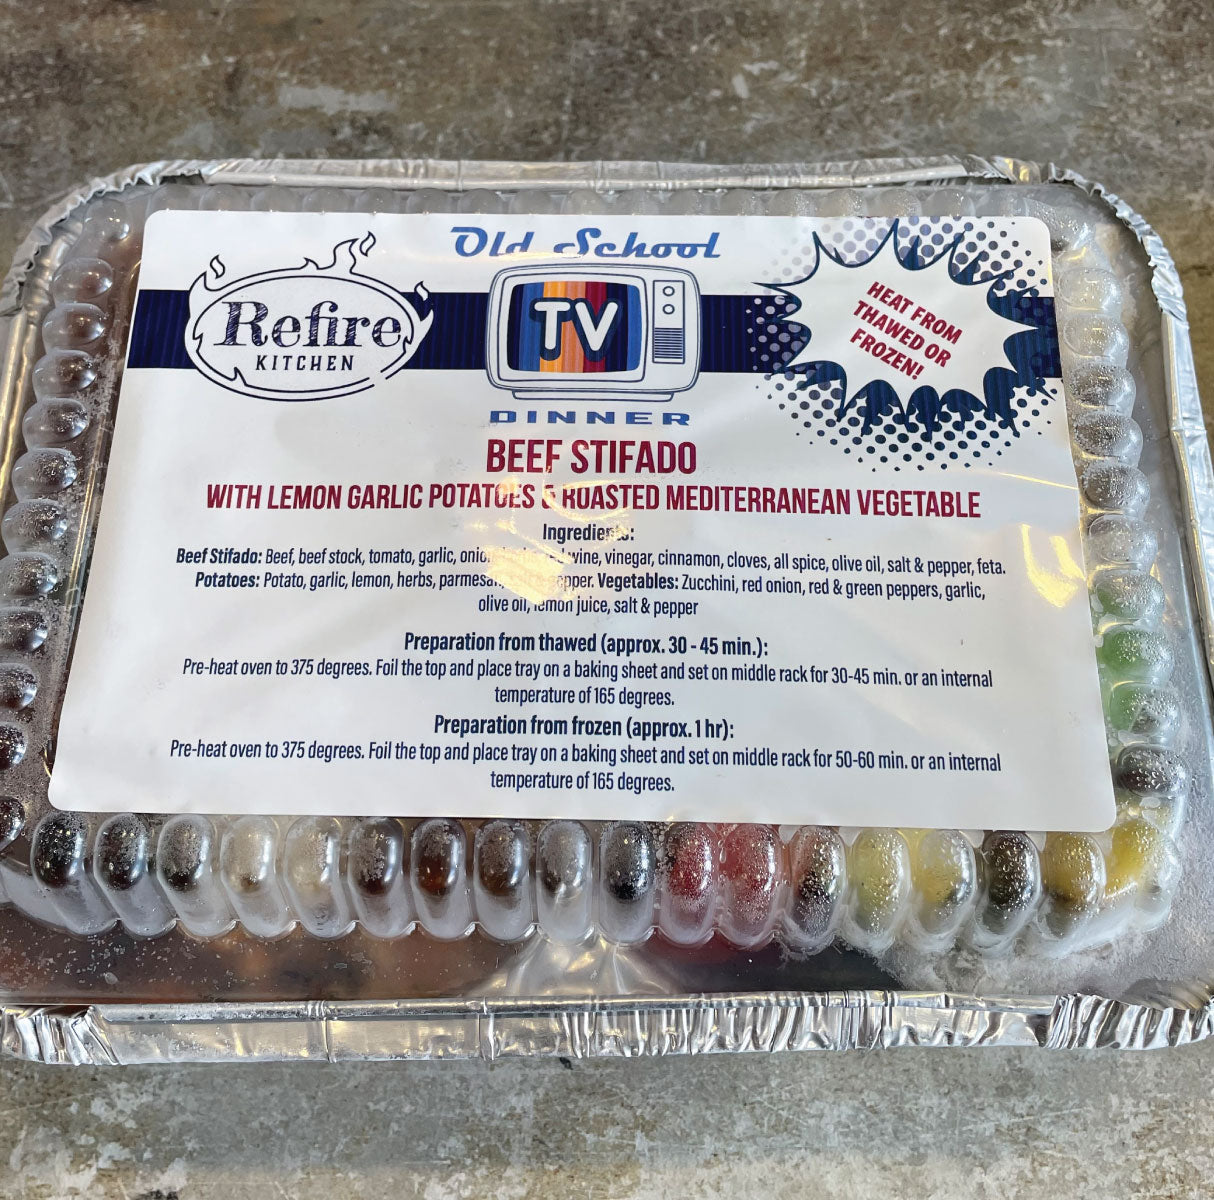 Old School
Refire
KITCHEN
TV
DINNER
HEAT FROM
THAWED OR
FROZEN!
BEEF STIFADO
WITH LEMON GARLIC POTATOES & ROASTED MEDITERRANEAN VEGETABLE
Ingredients:
Beef Stifado: Beef, beef stock, tomato, garlic, wine, vinegar, cinnamon, cloves, all spice, olive oil, salt & pepper, feta.
Potatoes: Potato, garlic, lemon, herbs, parmesan, salt & pepper. Vegetables: Zucchini, red onion, red & green peppers, garlic,
olive oil, lemon juice, salt & pepper
Preparation from thawed (approx. 30 - 45 min.):
Pre-heat oven to 375 degrees. Foil the top and place tray on a baking sheet and set on middle rack for 30-45 min. or an internal
temperature of 165 degrees.
Preparation from frozen (approx. 1 hr):
Pre-heat oven to 375 degrees. Foil the top and place tray on a baking sheet and set on middle rack for 50-60 min. or an internal
temperature of 165 degrees.